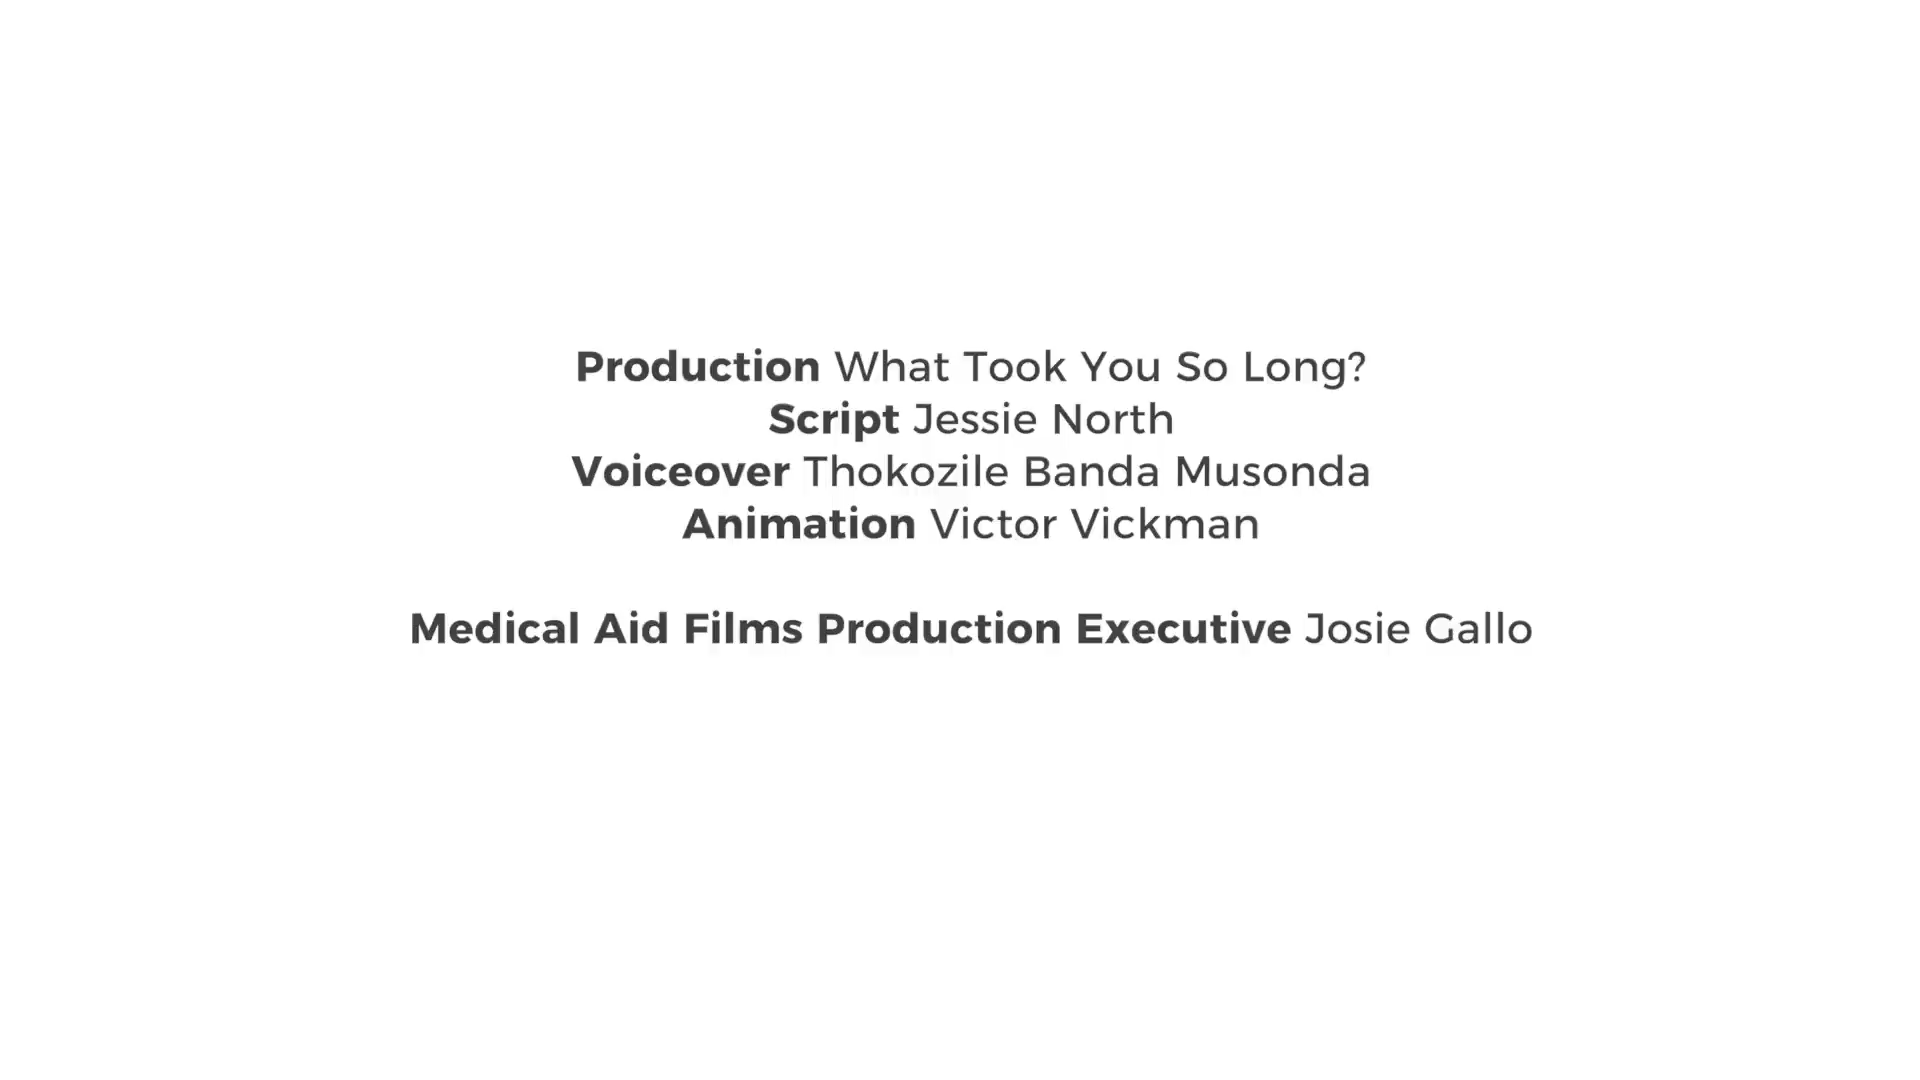 Production What Took You So Long?
Script Jessie North
Voiceover Thokozile Banda Musonda
Animation Victor Vickman
Medical Aid Films Production Executive Josie Gallo